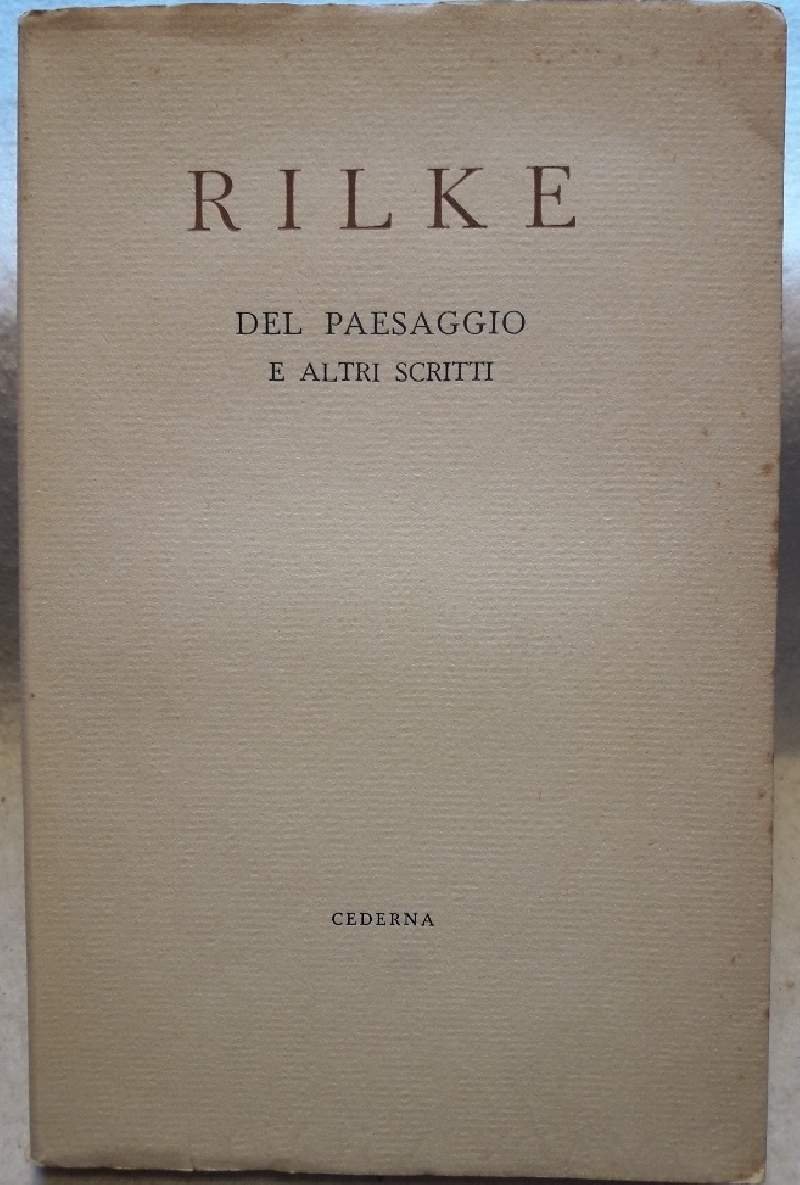 RILKE
DEL PAESAGGIO
E ALTRI SCRITTI
CEDERNA